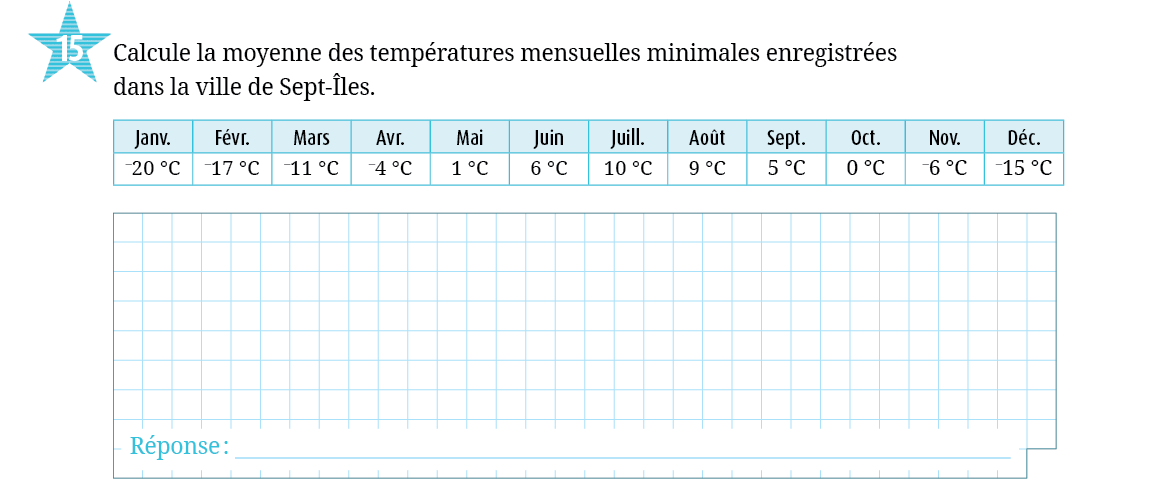 15
Calcule la moyenne des températures mensuelles minimales enregistrées
dans la ville de Sept-Îles.
Janv. Févr. Mars Avr. Mai Juin Juill. Août Sept. Oct. Nov. Déc.
⁻20 °C ⁻17 °C ⁻11 °C ⁻4 °C 1 °C 6 °C 10 °C 9 °C 5 °C 0 °C ⁻6 °C ⁻15 °C
Réponse :